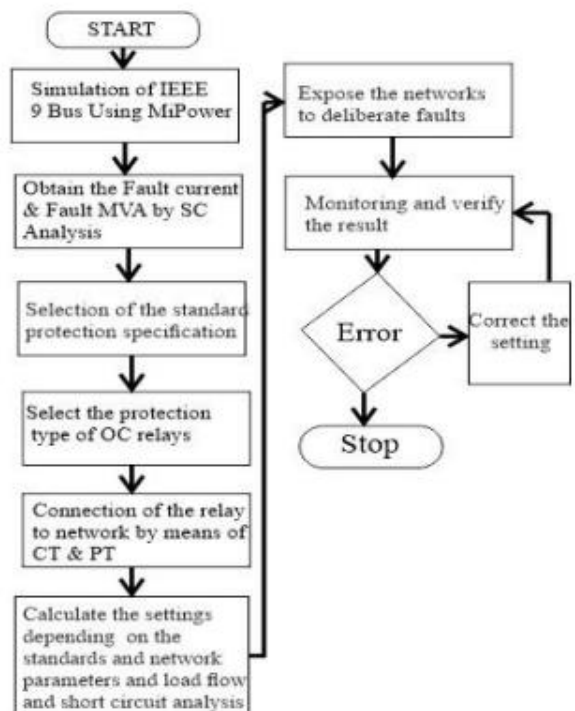 START
Simulation of IEEE
9 Bus Using MiPower
Obtain the Fault current
& Fault MVA by SC
Analysis
Selection of the standard
protection specification
Select the protection
type of OC relays
Connection of the relay
to network by means of
CT & PT
Calculate the settings
depending on the
standards and network
parameters and load flow
and short circuit analysis
Expose the networks
to deliberate faults
Monitoring and verify
the result
Error
Correct the
setting
Stop